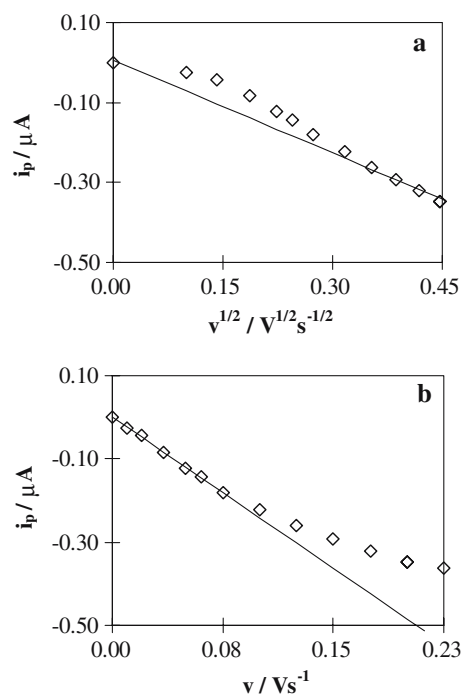 a
0.10
-0.10
-0.30
-0.50
i_p / μA
0.00 0.15 0.30 0.45
v^{1/2} / V^{1/2}s^{-1/2}
b
0.10
-0.10
-0.30
-0.50
i_p / μA
0.00 0.08 0.15 0.23
v / Vs^{-1}